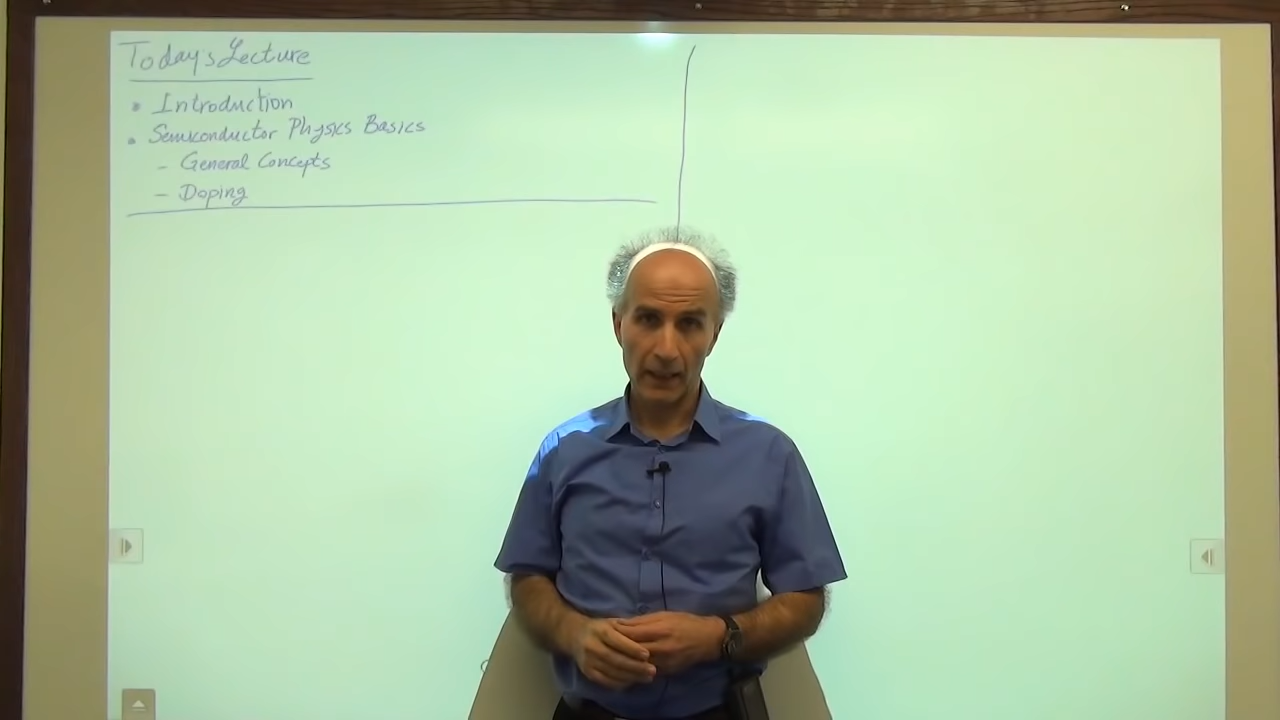 Today's Lecture
• Introduction
• Semiconductor Physics Basics
– General Concepts
– Doping